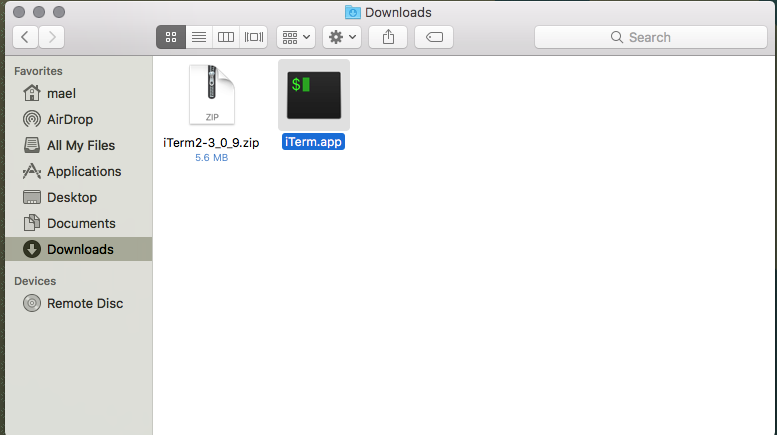 Downloads
Search
Favorites
mael
AirDrop
All My Files
Applications
Desktop
Documents
Downloads
Devices
Remote Disc
ZIP
iTerm2-3_0_9.zip
5.6 MB
$
iTerm.app